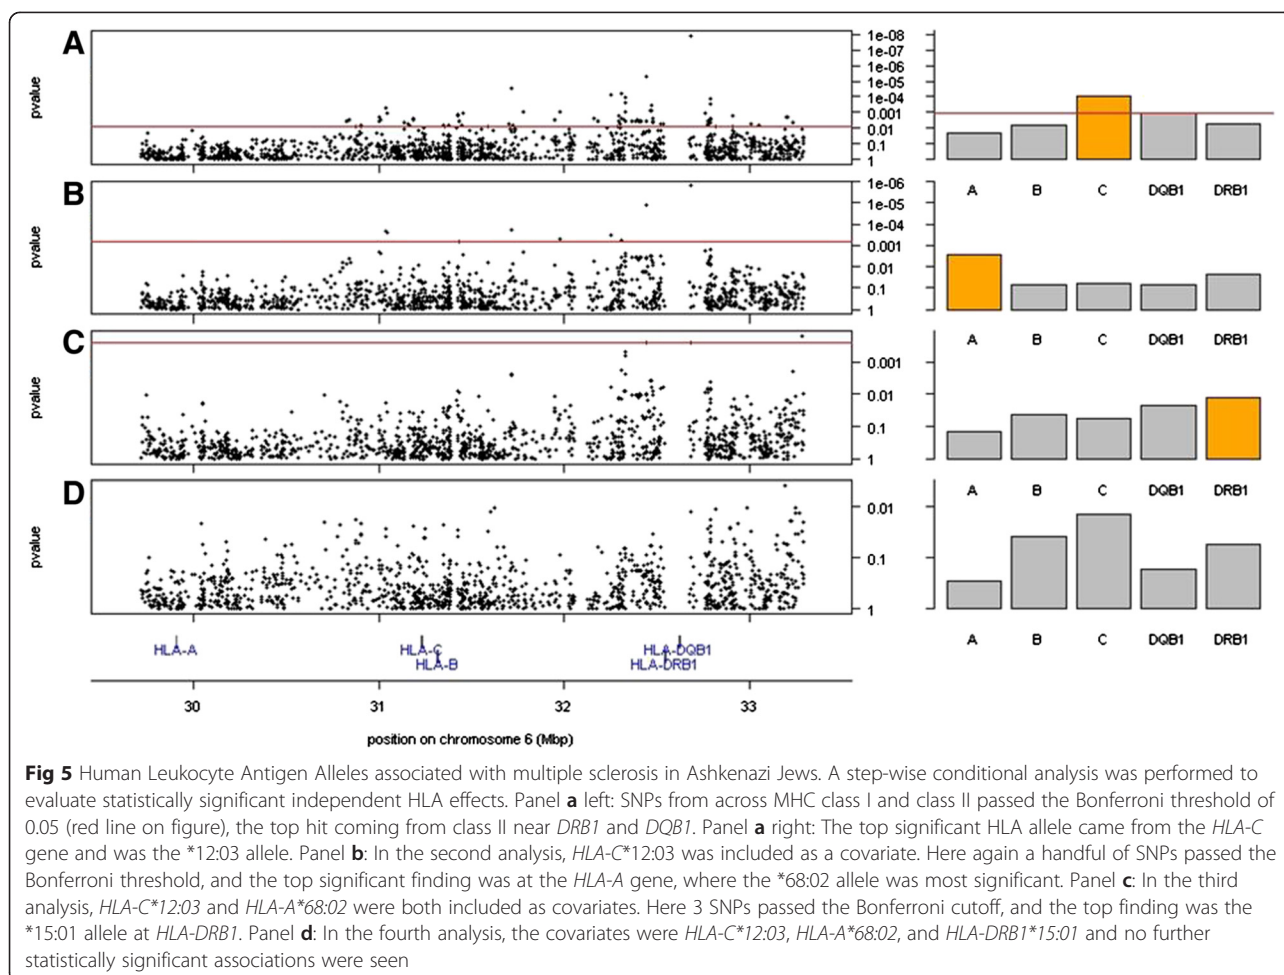 A
pvalue
1e-08
1e-07
1e-06
1e-05
1e-04
0.001
0.01
0.1
1
A B C DQB1 DRB1
B
pvalue
1e-06
1e-05
1e-04
0.001
0.01
0.1
1
A B C DQB1 DRB1
C
pvalue
0.001
0.01
0.1
1
A B C DQB1 DRB1
D
pvalue
0.01
0.1
1
A B C DQB1 DRB1
HLA-A HLA-C HLA-DQB1
HLA-B HLA-DRB1
30 31 32 33
position on chromosome 6 (Mbp)
Fig 5 Human Leukocyte Antigen Alleles associated with multiple sclerosis in Ashkenazi Jews. A step-wise conditional analysis was performed to
evaluate statistically significant independent HLA effects. Panel a left: SNPs from across MHC class I and class II passed the Bonferroni threshold of
0.05 (red line on figure), the top hit coming from class II near DRB1 and DQB1. Panel a right: The top significant HLA allele came from the HLA-C
gene and was the *12:03 allele. Panel b: In the second analysis, HLA-C*12:03 was included as a covariate. Here again a handful of SNPs passed the
Bonferroni threshold, and the top significant finding was at the HLA-A gene, where the *68:02 allele was most significant. Panel c: In the third
analysis, HLA-C*12:03 and HLA-A*68:02 were both included as covariates. Here 3 SNPs passed the Bonferroni cutoff, and the top finding was the
*15:01 allele at HLA-DRB1. Panel d: In the fourth analysis, the covariates were HLA-C*12:03, HLA-A*68:02, and HLA-DRB1*15:01 and no further
statistically significant associations were seen